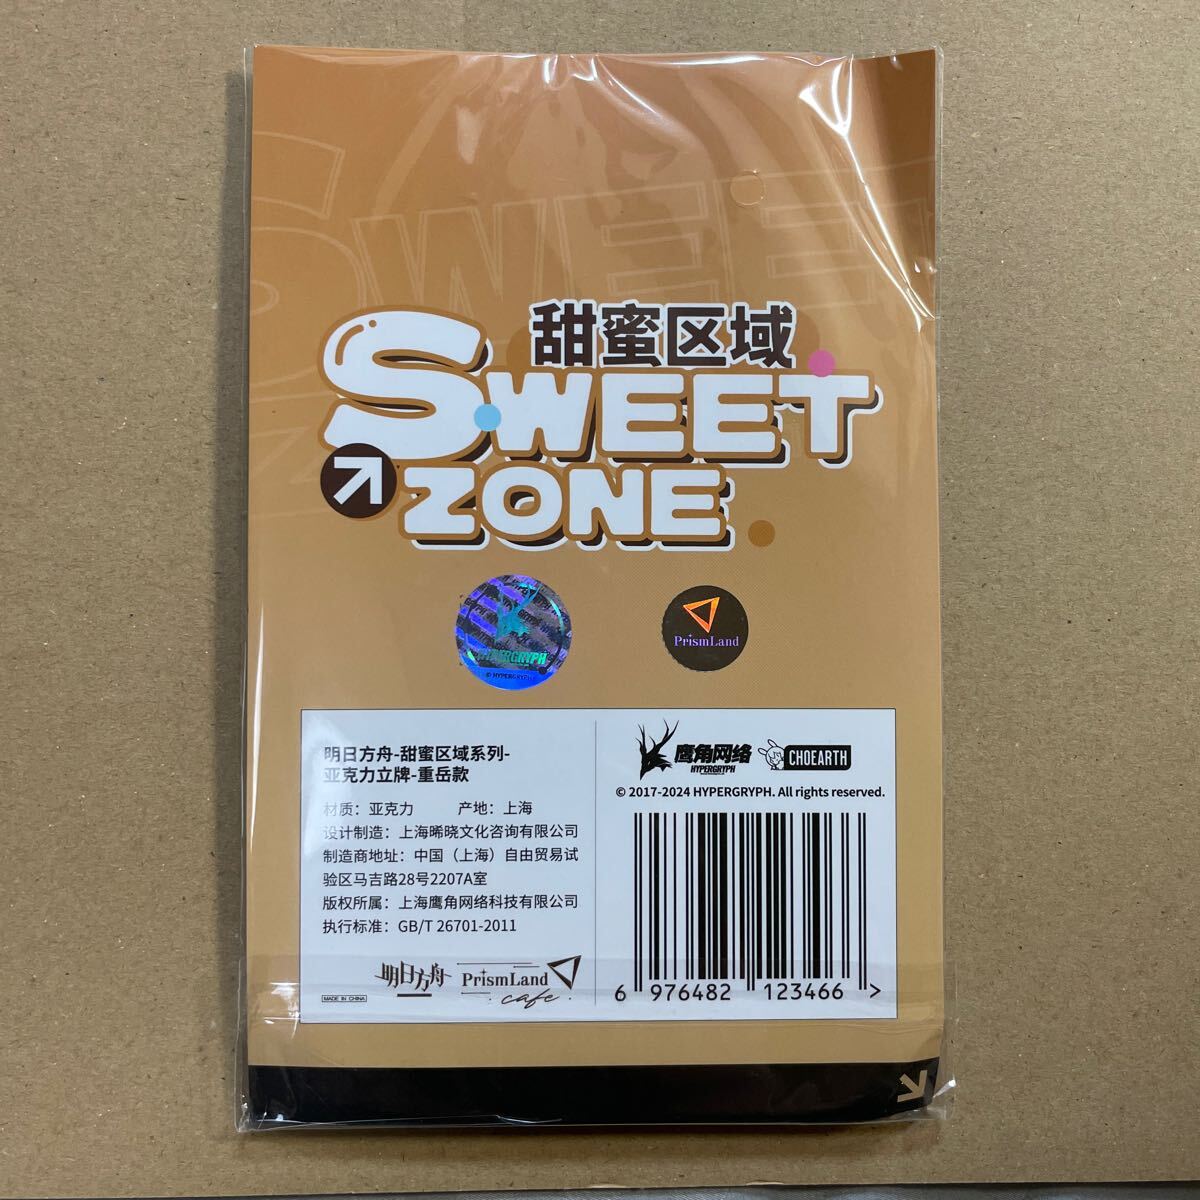 SWEE
甜蜜区域
SWEET
ZONE
HYPERGRYPH
© HYPERGRYPH
PrismLand
明日方舟-甜蜜区域系列-
亚克力立牌-重岳款
材质：亚克力 产地：上海
设计制造：上海晞晓文化咨询有限公司
制造商地址：中国（上海）自由贸易试
验区马吉路28号2207A室
版权所属：上海鹰角网络科技有限公司
执行标准：GB/T 26701-2011
明日方舟 PrismLand
cafe
MADE IN CHINA
鹰角网络
HYPERGRYPH
CHOEARTH
© 2017-2024 HYPERGRYPH. All rights reserved.
6 976482 123466 >